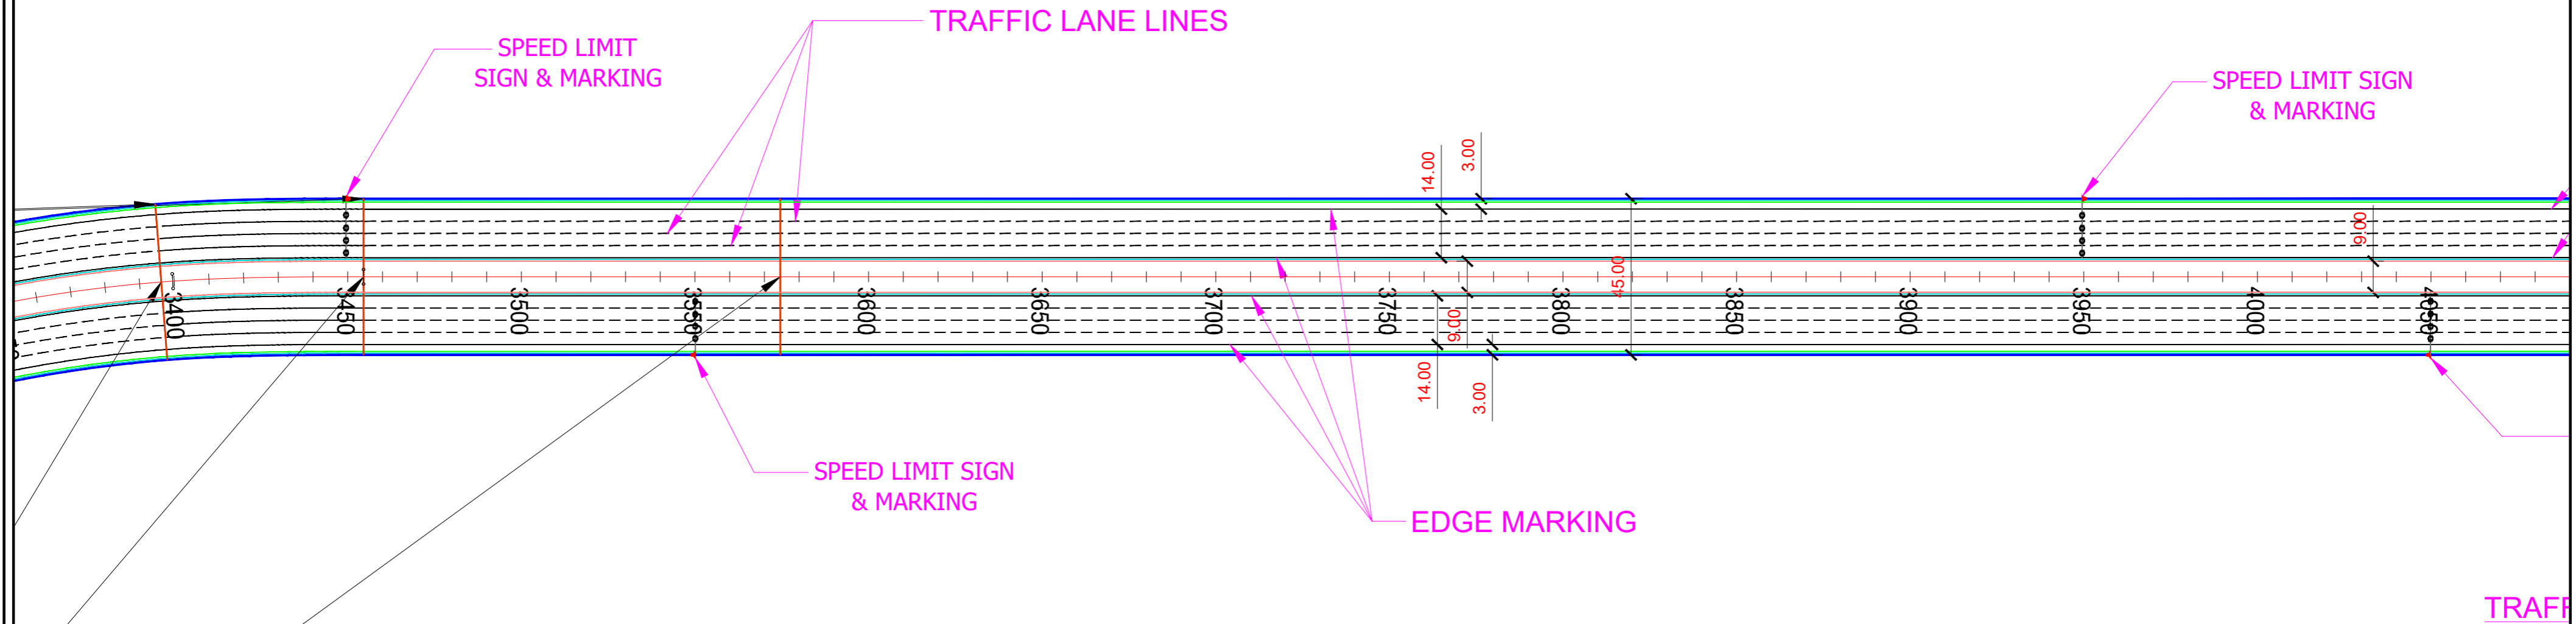 TRAFFIC LANE LINES
SPEED LIMIT
SIGN & MARKING
SPEED LIMIT SIGN
& MARKING
14.00
3.00
9.00
45.00
3400
3450
3500
3550
3600
3650
3700
3750
3800
3850
3900
3950
4000
4050
9.00
14.00
3.00
SPEED LIMIT SIGN
& MARKING
EDGE MARKING
TRAFF